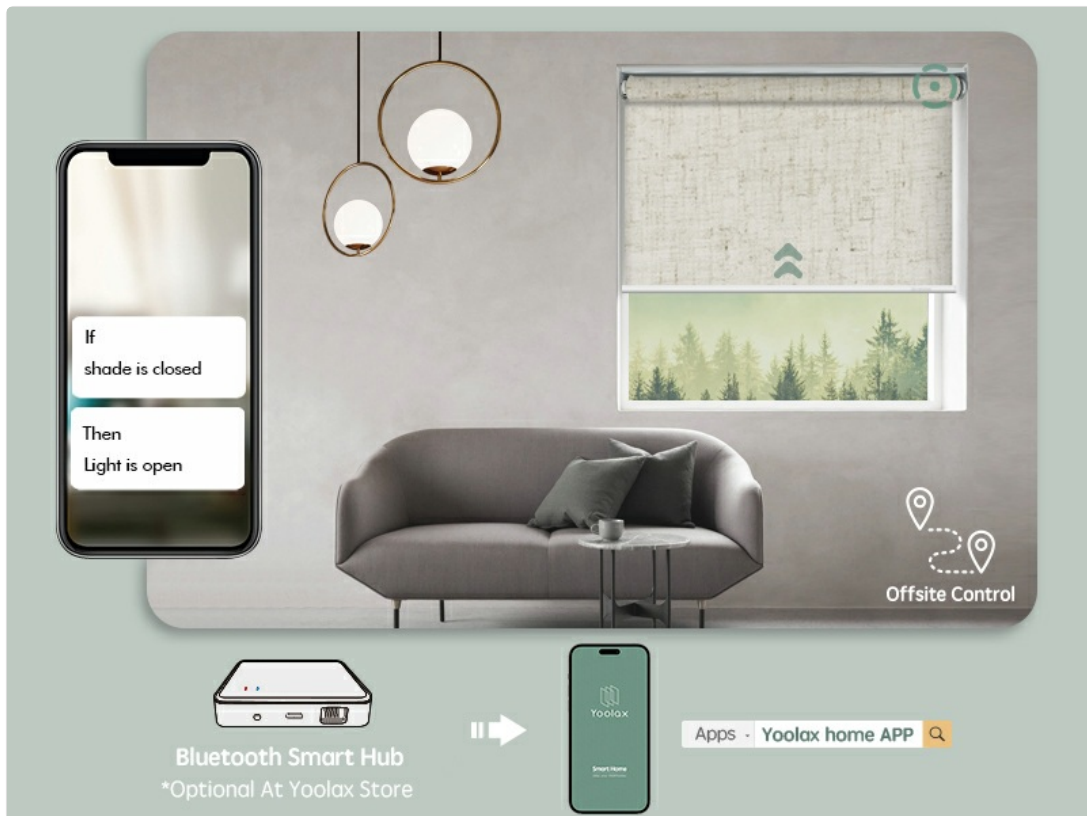 If
shade is closed
Then
Light is open
Offsite Control
Bluetooth Smart Hub
*Optional At Yoolax Store
Yoolax
Smart Home
Apps - Yoolax home APP